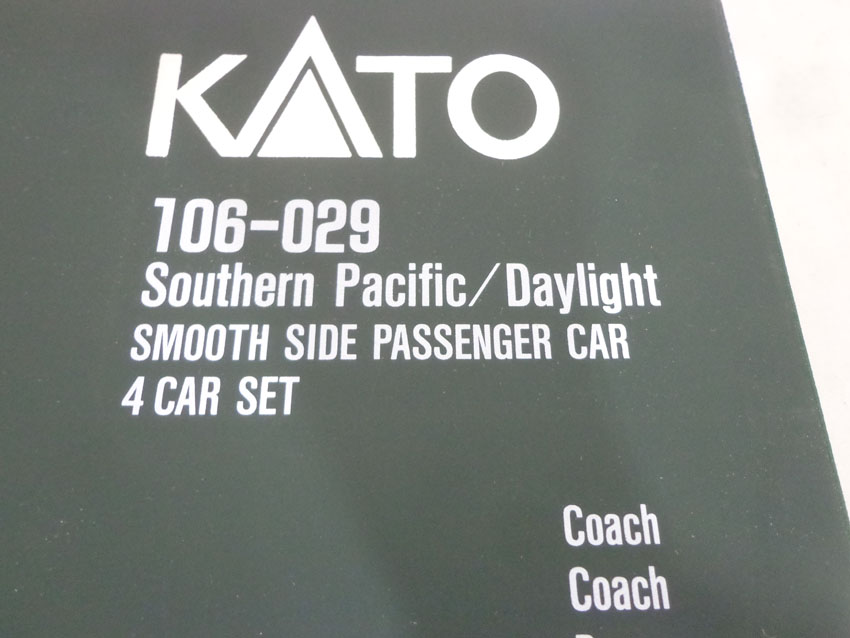 KATO
106-029
Southern Pacific/Daylight
SMOOTH SIDE PASSENGER CAR
4 CAR SET
Coach
Coach